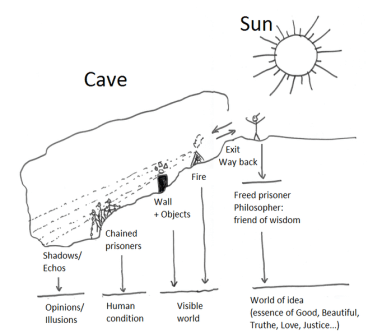 Sun
Cave
Exit
Way back
Fire
Wall
+ Objects
Freed prisoner
Philosopher:
friend of wisdom
Chained
prisoners
Shadows/
Echos
Opinions/
Illusions
Human
condition
Visible
world
World of idea
(essence of Good, Beautiful,
Truthe, Love, Justice...)